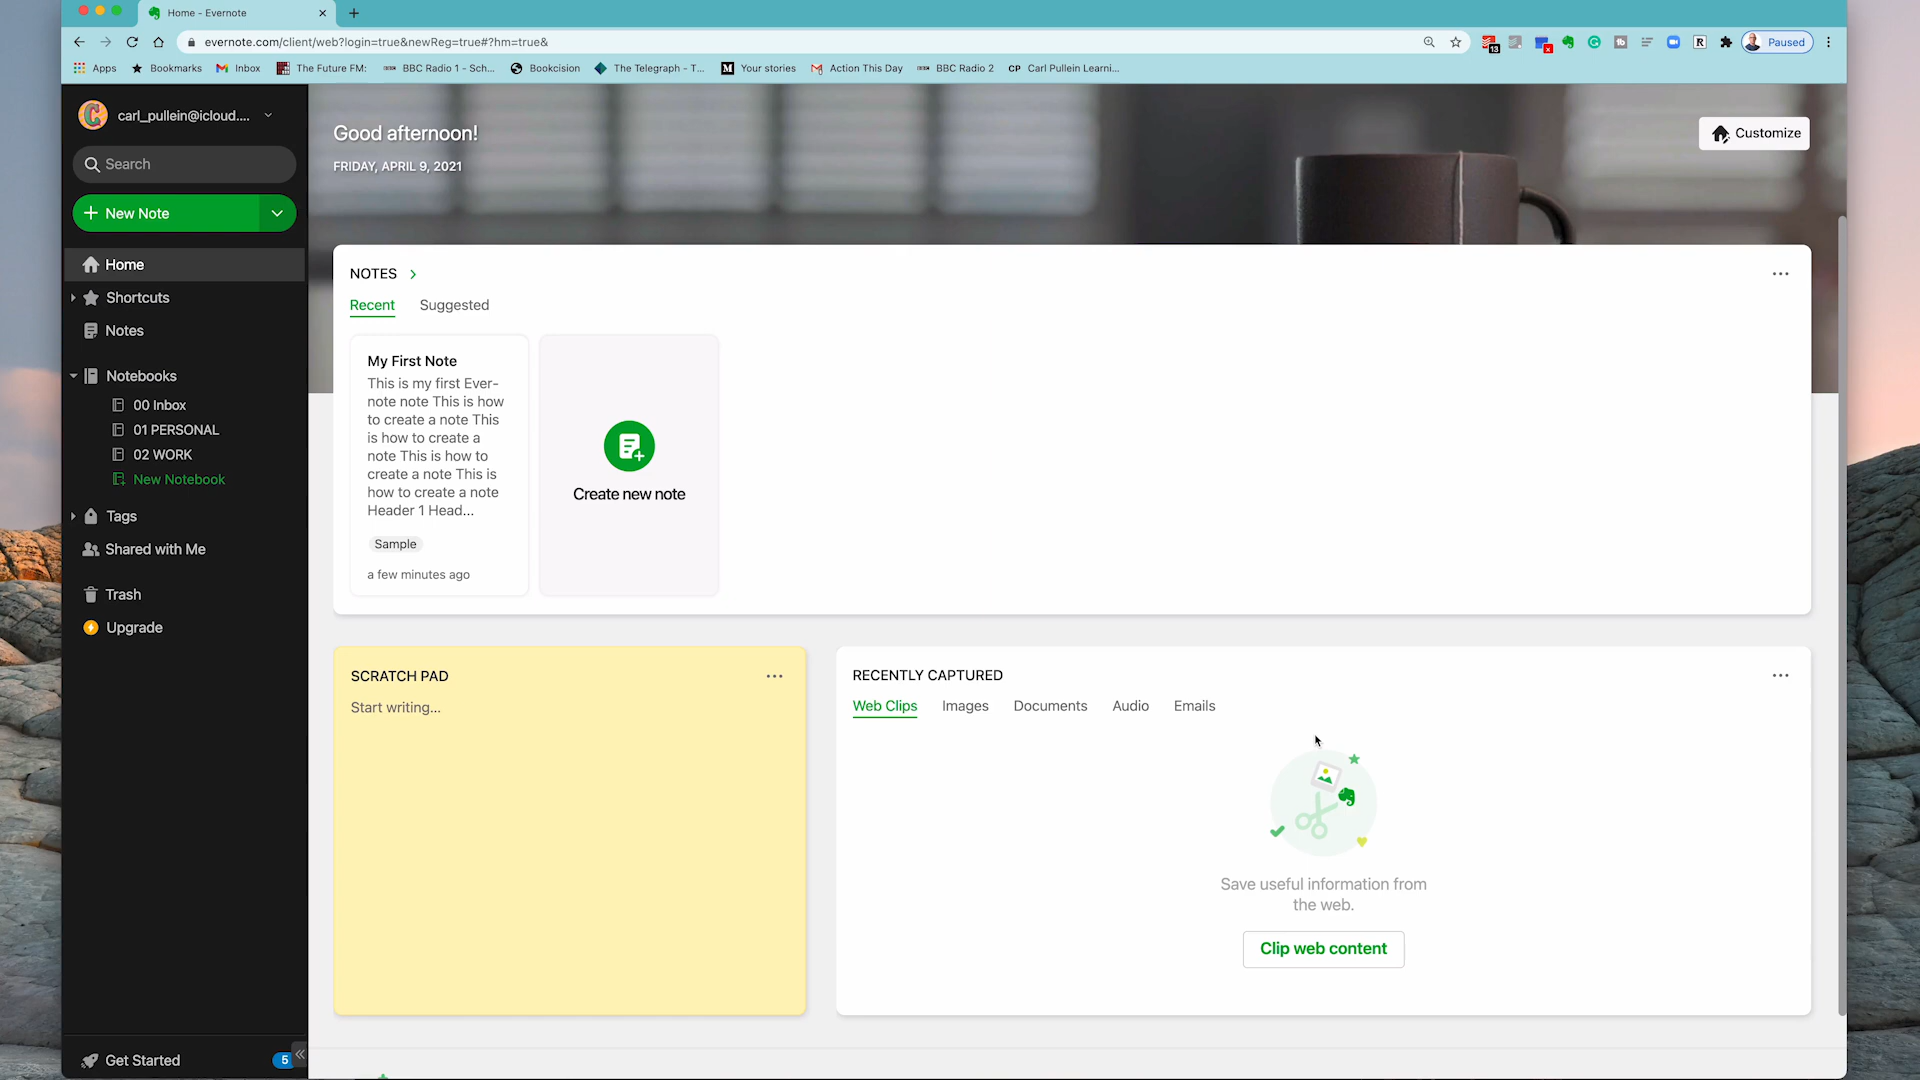 Home - Evernote
evernote.com/client/web?login=true&newReg=true#?hm=true&
13
R
Paused
Apps
Bookmarks
Inbox
The Future FM:
BBC Radio 1 - Sch...
Bookcision
The Telegraph - T...
M
Your stories
Action This Day
BBC Radio 2
CP
Carl Pullein Learni...
C
carl_pullein@icloud....
Search
New Note
Home
Shortcuts
Notes
Notebooks
00 Inbox
01 PERSONAL
02 WORK
New Notebook
Tags
Shared with Me
Trash
Upgrade
Get Started
5
Good afternoon!
FRIDAY, APRIL 9, 2021
Customize
NOTES
Recent Suggested
My First Note
This is my first Ever-
note note This is how
to create a note This
is how to create a
note This is how to
create a note This is
how to create a note
Header 1 Head...
Sample
a few minutes ago
Create new note
SCRATCH PAD
Start writing...
RECENTLY CAPTURED
Web Clips Images Documents Audio Emails
Save useful information from
the web.
Clip web content